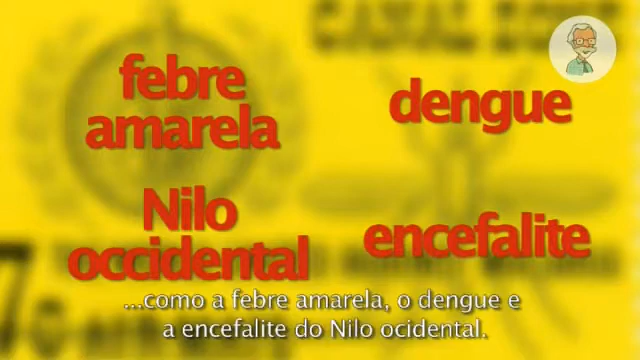 febre
amarela
dengue
Nilo
occidental
encefalite
...como a febre amarela, o dengue e
a encefalite do Nilo ocidental.